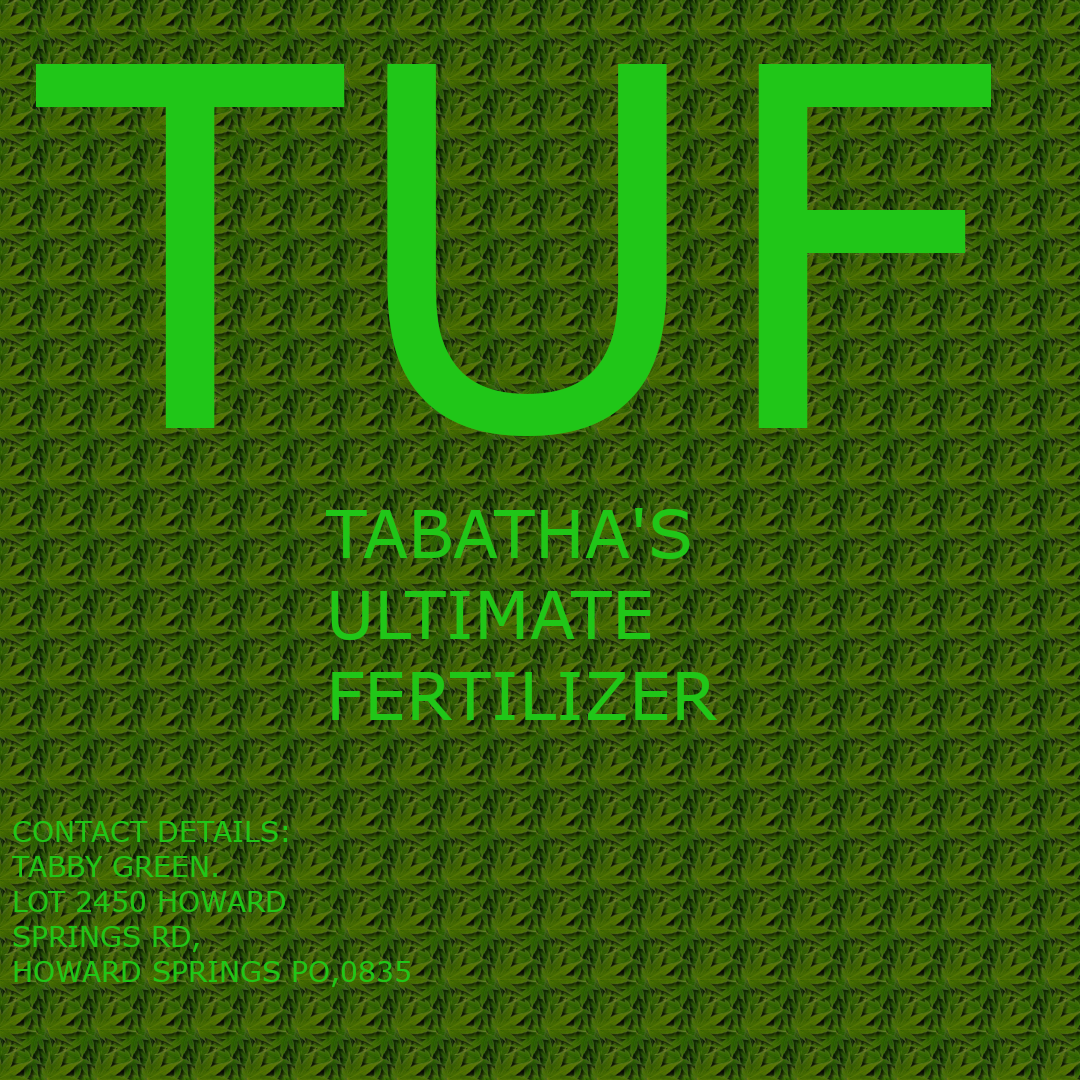 TUF
TABATHA'S
ULTIMATE
FERTILIZER
CONTACT DETAILS:
TABBY GREEN.
LOT 2450 HOWARD
SPRINGS RD,
HOWARD SPRINGS PO,0835